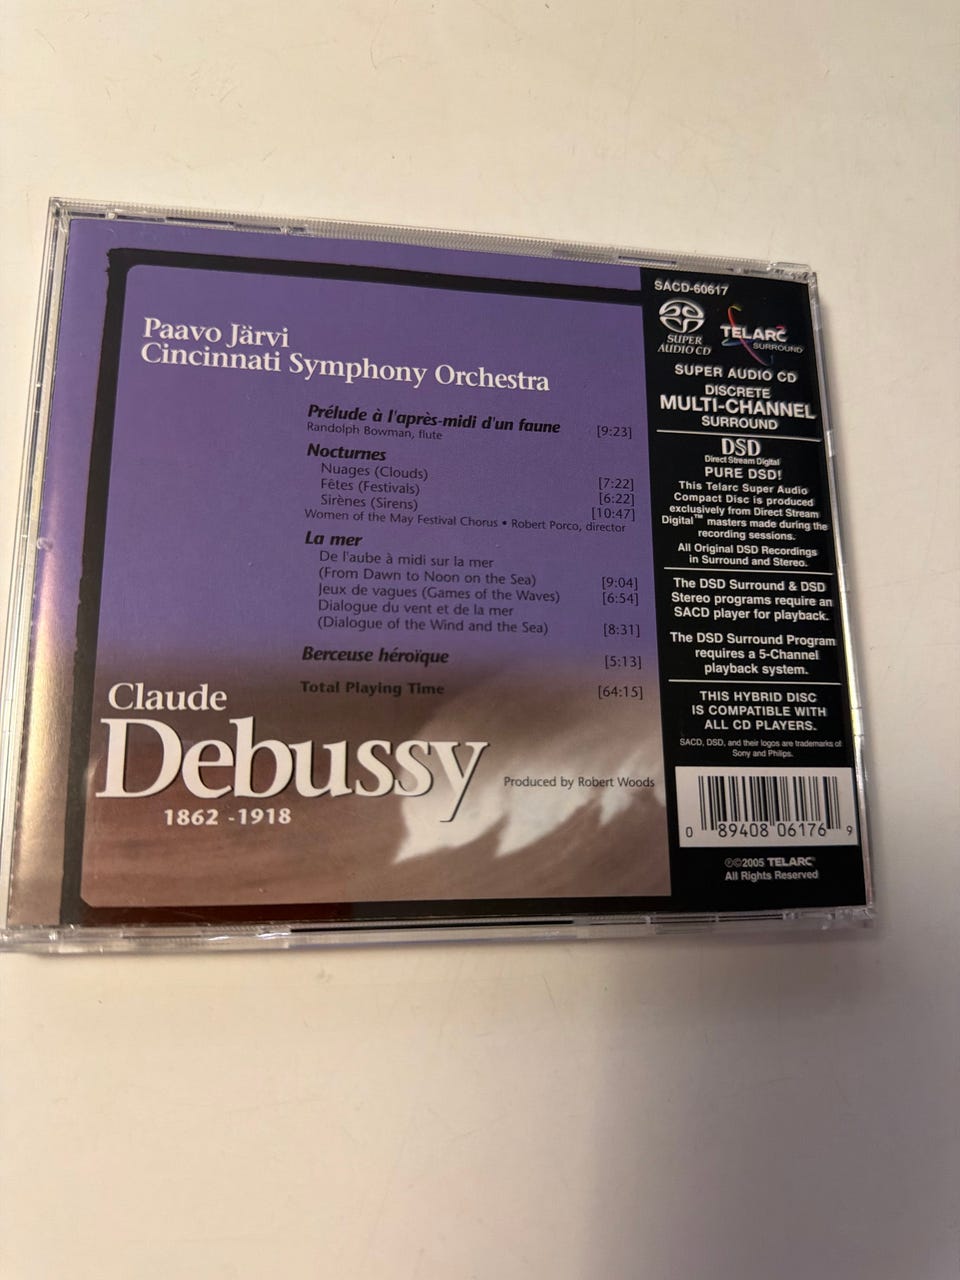 Paavo Järvi
Cincinnati Symphony Orchestra
Prélude à l'après-midi d'un faune [9:23]
Randolph Bowman, flute
Nocturnes
Nuages (Clouds) [7:22]
Fêtes (Festivals) [6:22]
Sirènes (Sirens) [10:47]
Women of the May Festival Chorus • Robert Porco, director
La mer
De l'aube à midi sur la mer
(From Dawn to Noon on the Sea) [9:04]
Jeux de vagues (Games of the Waves) [6:54]
Dialogue du vent et de la mer
(Dialogue of the Wind and the Sea) [8:31]
Berceuse héroïque [5:13]
Total Playing Time [64:15]
Claude
Debussy
1862 -1918
Produced by Robert Woods
SACD-60617
SUPER
AUDIO CD
TELARC
SURROUND
SUPER AUDIO CD
DISCRETE
MULTI-CHANNEL
SURROUND
DSD
Direct Stream Digital
PURE DSD!
This Telarc Super Audio
Compact Disc is produced
exclusively from Direct Stream
Digital™ masters made during the
recording sessions.
All Original DSD Recordings
in Surround and Stereo.
The DSD Surround & DSD
Stereo programs require an
SACD player for playback.
The DSD Surround Program
requires a 5-Channel
playback system.
THIS HYBRID DISC
IS COMPATIBLE WITH
ALL CD PLAYERS.
SACD, DSD, and their logos are trademarks of
Sony and Philips.
0 89408 06176 9
℗©2005 TELARC®
All Rights Reserved